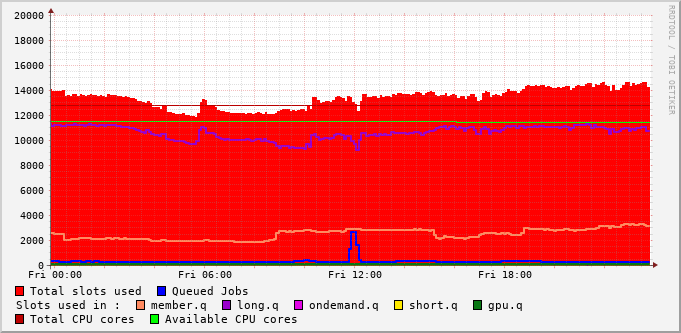 20000
18000
16000
14000
12000
10000
8000
6000
4000
2000
0
Fri 00:00 Fri 06:00 Fri 12:00 Fri 18:00
RRDTOOL / TOBI OETIKER
Total slots used Queued Jobs
Slots used in : member.q long.q ondemand.q short.q gpu.q
Total CPU cores Available CPU cores